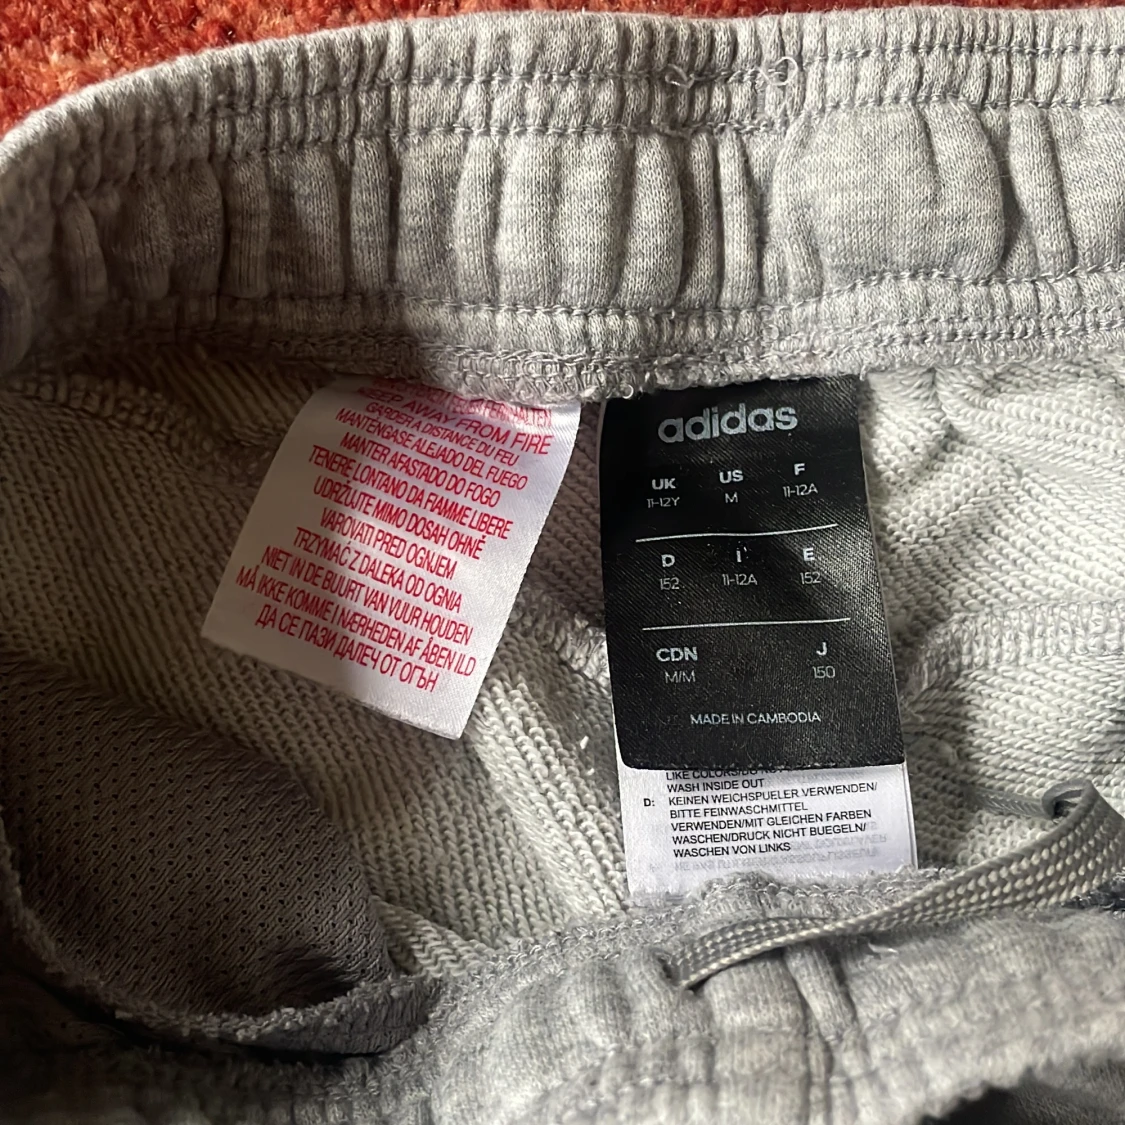 FERNHALTEN
KEEP AWAY FROM FIRE
GARDER A DISTANCE DU FEU
MANTENGASE ALEJADO DEL FUEGO
MANTER AFASTADO DO FOGO
TENERE LONTANO DA FIAMME LIBERE
UDRŽUJTE MIMO DOSAH OHNĚ
VAROVATI PRED OGNJEM
TRZYMAĆ Z DALEKA OD OGNIA
NIET IN DE BUURT VAN VUUR HOUDEN
MÅ IKKE KOMME I NÆRHEDEN AF ÅBEN ILD
ДА СЕ ПАЗИ ДАЛЕЧ ОТ ОГЪН
adidas
UK US F
11-12Y M 11-12A
D I E
152 11-12A 152
CDN J
M/M 150
MADE IN CAMBODIA
LIKE COLORS/DO
WASH INSIDE OUT
D: KEINEN WEICHSPUELER VERWENDEN/
BITTE FEINWASCHMITTEL
VERWENDEN/MIT GLEICHEN FARBEN
WASCHEN/DRUCK NICHT BUEGELN/
WASCHEN VON LINKS